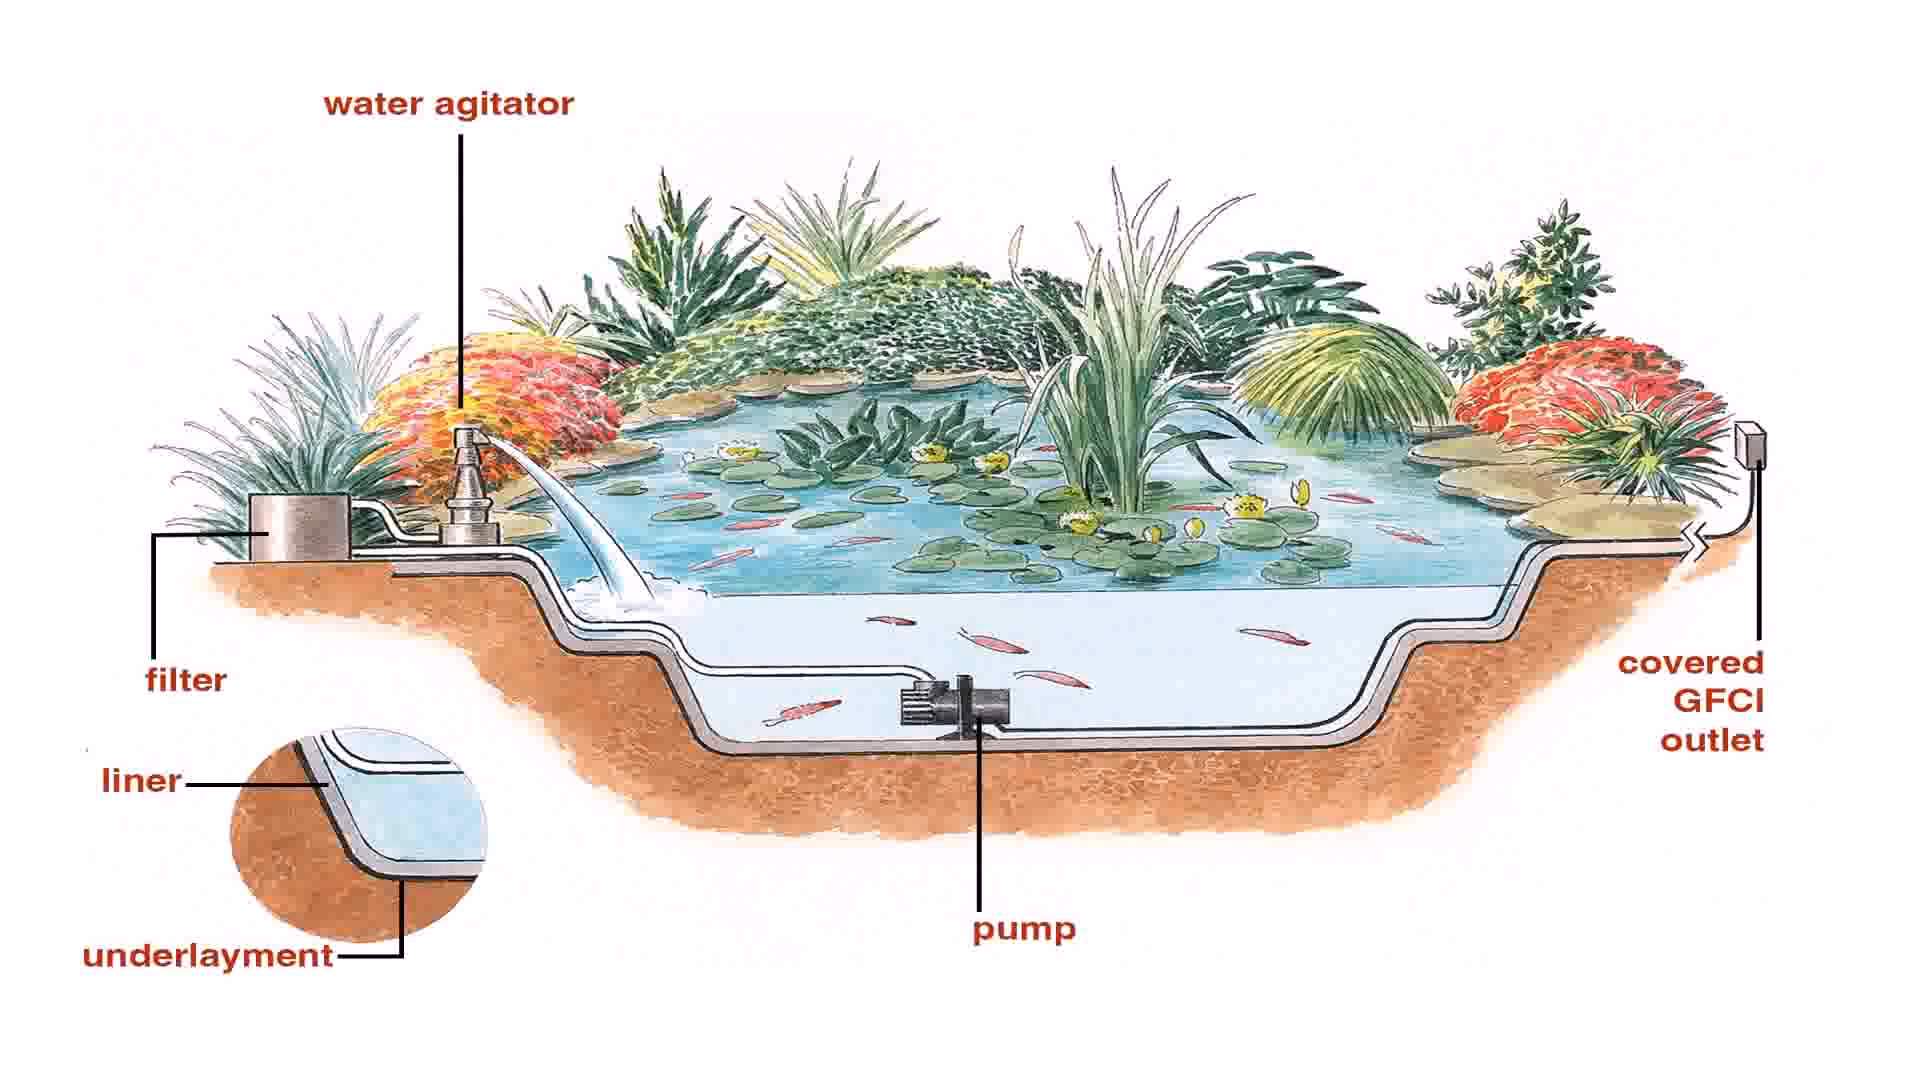 water agitator
filter
covered
GFCI
outlet
liner
pump
underlayment